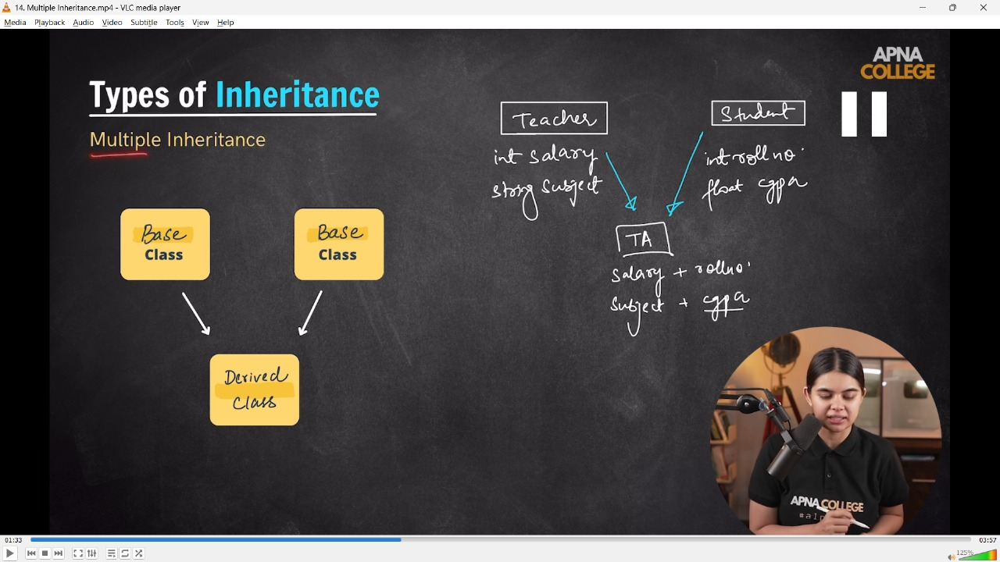 14. Multiple Inheritance.mp4 - VLC media player
Media Playback Audio Video Subtitle Tools View Help
APNA
COLLEGE
Types of Inheritance
Multiple Inheritance
Teacher
int salary
string subject
Student
int roll no.
float cgpa
TA
salary + rollno.
subject + cgpa
Base
Class
Base
Class
Derived
Class
APNA COLLEGE
01:33
03:57
125%